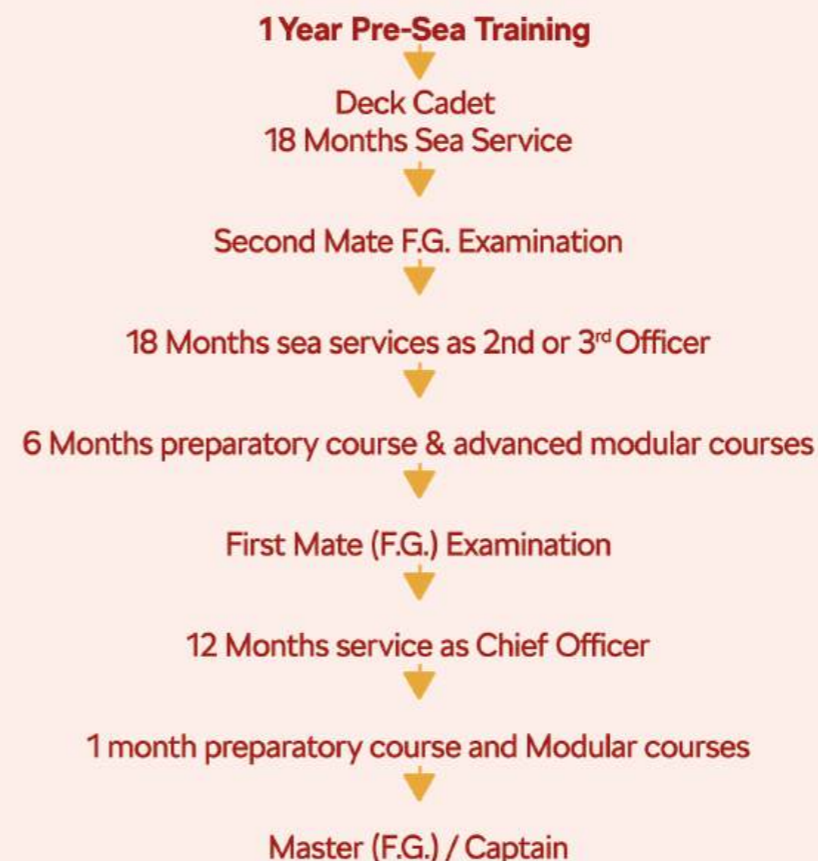 1 Year Pre-Sea Training
Deck Cadet
18 Months Sea Service
Second Mate F.G. Examination
18 Months sea services as 2nd or 3rd Officer
6 Months preparatory course & advanced modular courses
First Mate (F.G.) Examination
12 Months service as Chief Officer
1 month preparatory course and Modular courses
Master (F.G.) / Captain